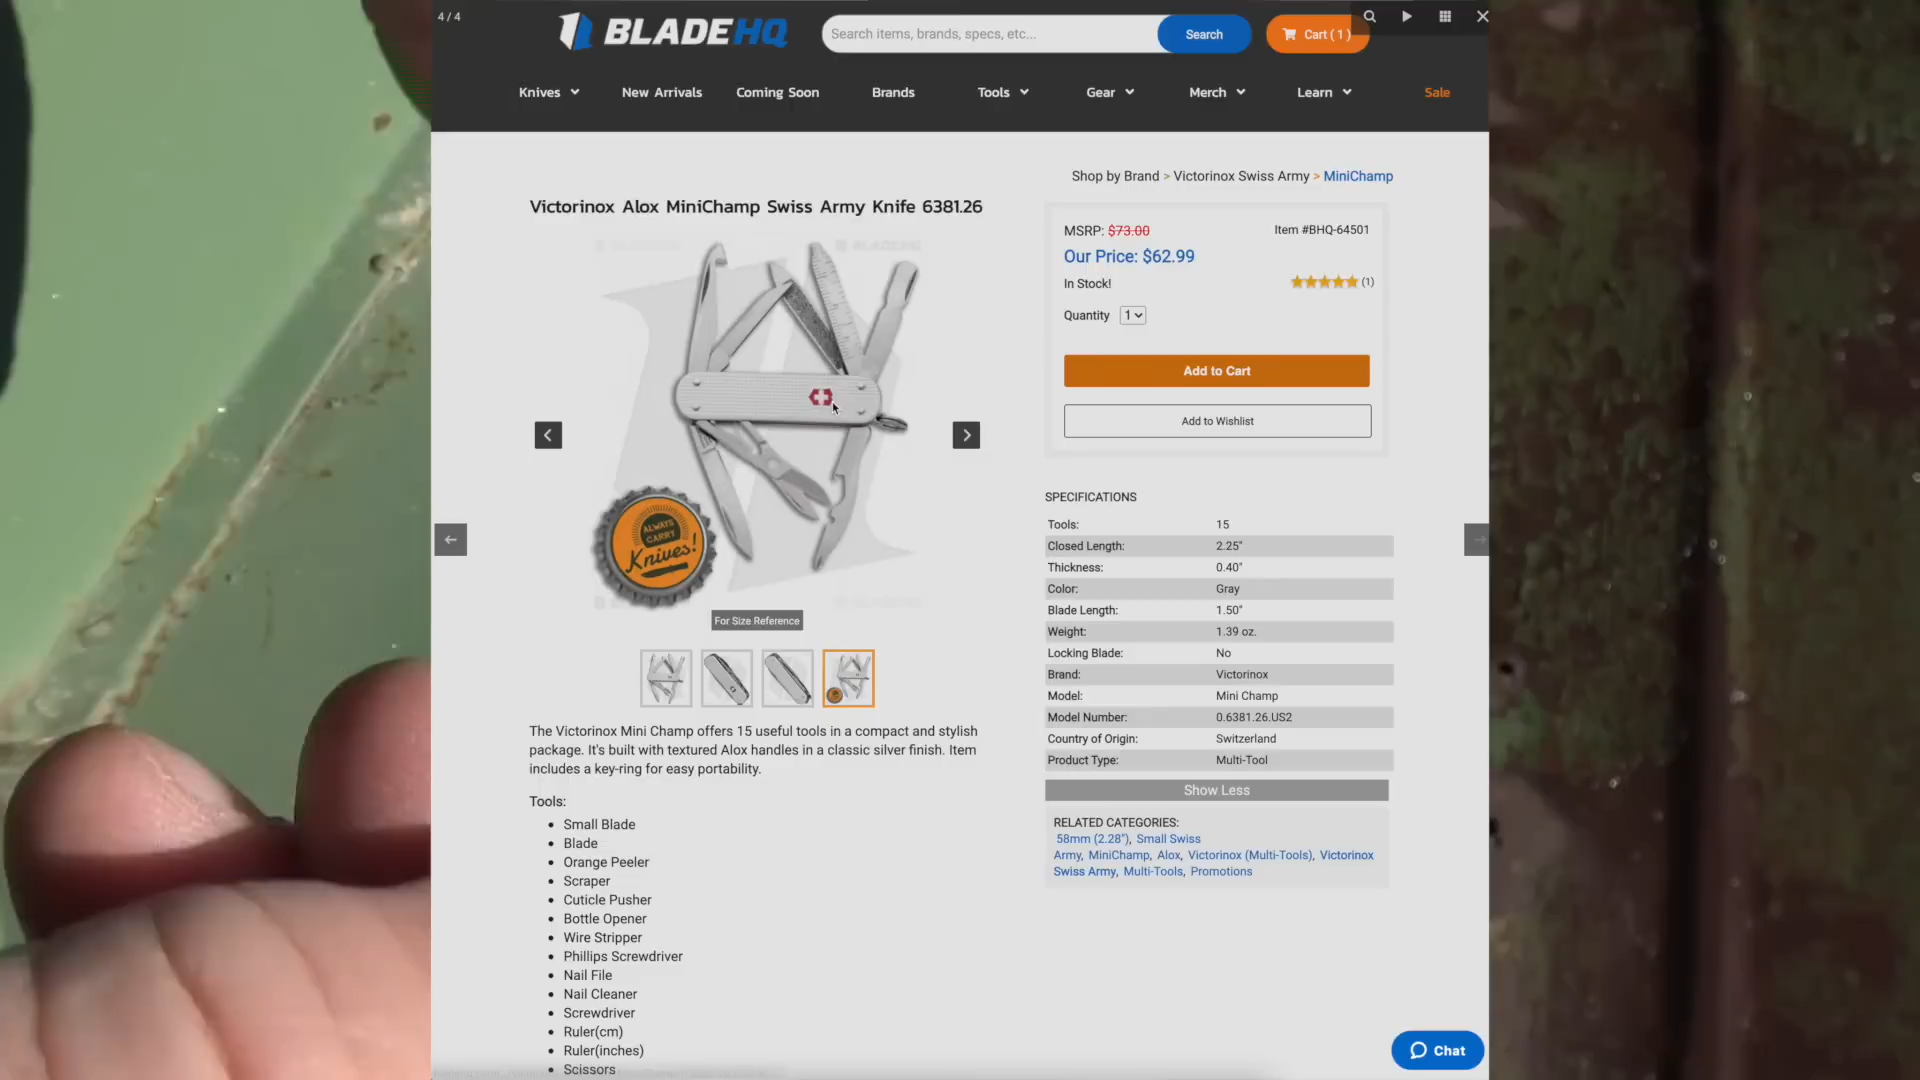 4 / 4
BLADEHQ
Search items, brands, specs, etc...
Search
Cart ( 1 )
Knives
New Arrivals
Coming Soon
Brands
Tools
Gear
Merch
Learn
Sale
Shop by Brand > Victorinox Swiss Army > MiniChamp
Victorinox Alox MiniChamp Swiss Army Knife 6381.26
MSRP: $73.00
Item #BHQ-64501
Our Price: $62.99
In Stock!
(1)
Quantity
1
Add to Cart
Add to Wishlist
ALWAYS
CARRY
Knives!
For Size Reference
SPECIFICATIONS
Tools: 15
Closed Length: 2.25"
Thickness: 0.40"
Color: Gray
Blade Length: 1.50"
Weight: 1.39 oz.
Locking Blade: No
Brand: Victorinox
Model: Mini Champ
Model Number: 0.6381.26.US2
Country of Origin: Switzerland
Product Type: Multi-Tool
Show Less
RELATED CATEGORIES:
58mm (2.28"), Small Swiss
Army, MiniChamp, Alox, Victorinox (Multi-Tools), Victorinox
Swiss Army, Multi-Tools, Promotions
The Victorinox Mini Champ offers 15 useful tools in a compact and stylish
package. It's built with textured Alox handles in a classic silver finish. Item
includes a key-ring for easy portability.
Tools:
Small Blade
Blade
Orange Peeler
Scraper
Cuticle Pusher
Bottle Opener
Wire Stripper
Phillips Screwdriver
Nail File
Nail Cleaner
Screwdriver
Ruler(cm)
Ruler(inches)
Scissors
Chat